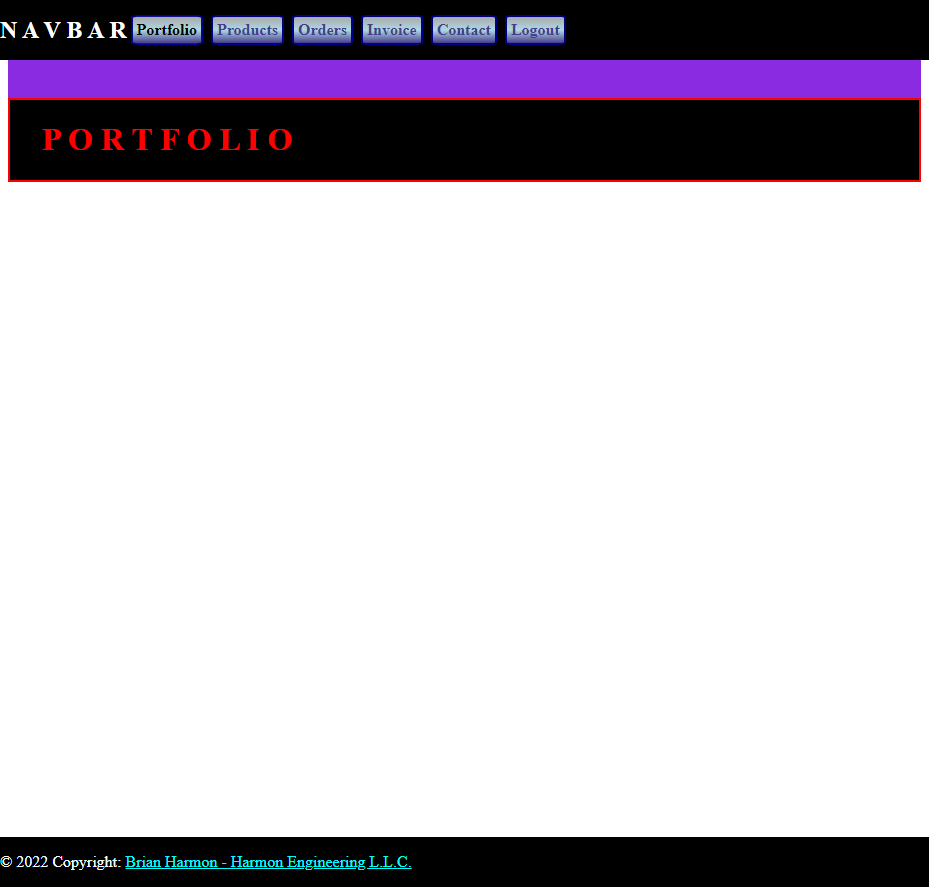 N A V B A R Portfolio Products Orders Invoice Contact Logout
P O R T F O L I O
© 2022 Copyright: Brian Harmon - Harmon Engineering L.L.C.